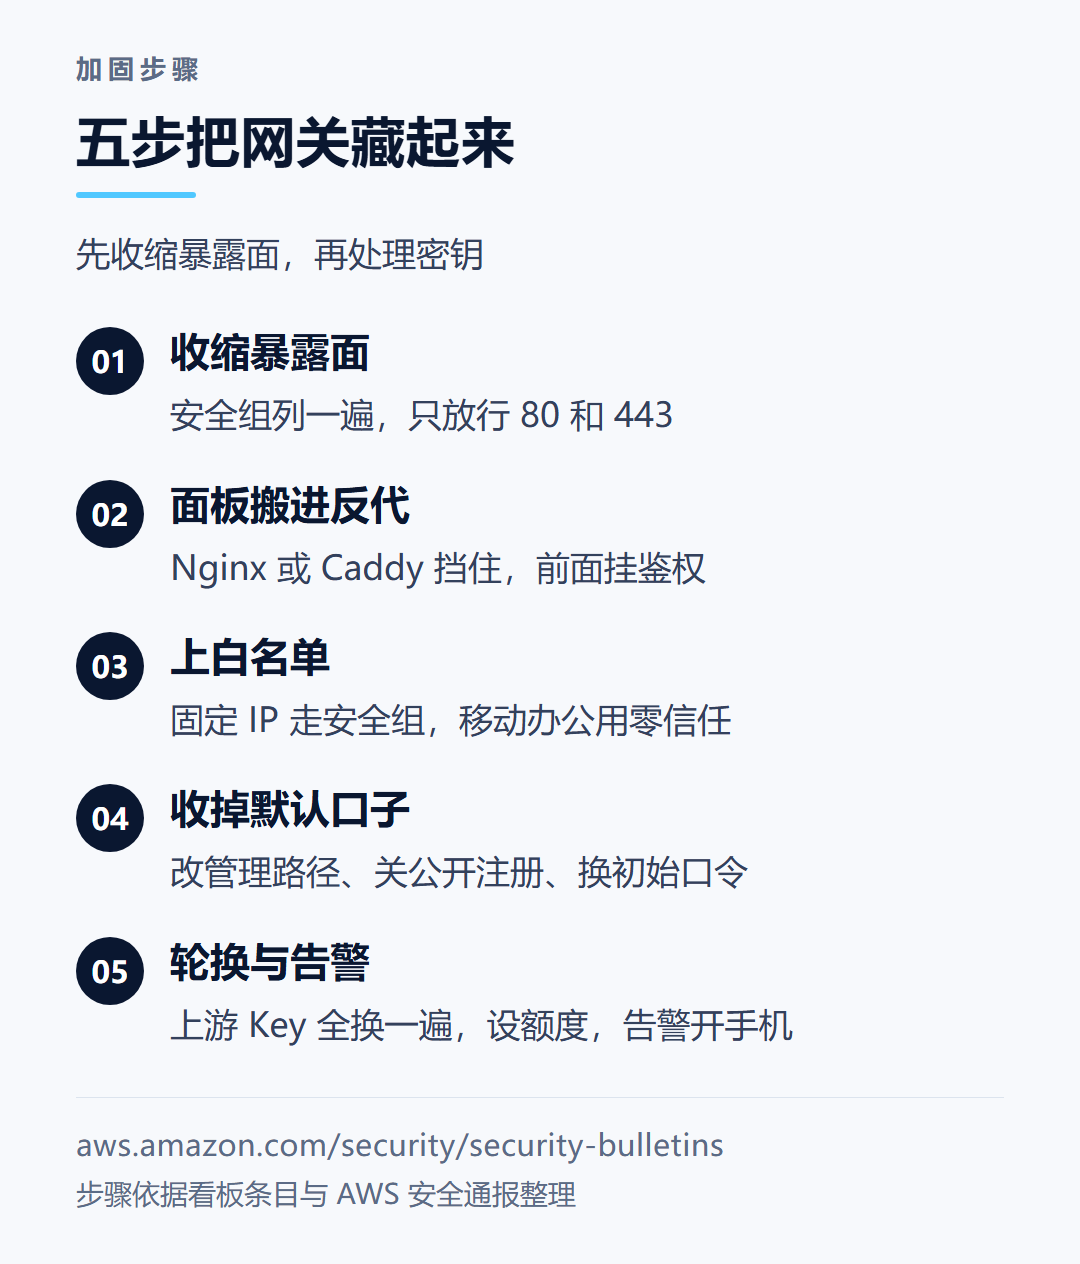 加固步骤
五步把网关藏起来
先收缩暴露面，再处理密钥
01
收缩暴露面
安全组列一遍，只放行 80 和 443
02
面板搬进反代
Nginx 或 Caddy 挡住，前面挂鉴权
03
上白名单
固定 IP 走安全组，移动办公用零信任
04
收掉默认口子
改管理路径、关公开注册、换初始口令
05
轮换与告警
上游 Key 全换一遍，设额度，告警开手机
aws.amazon.com/security/security-bulletins
步骤依据看板条目与 AWS 安全通报整理